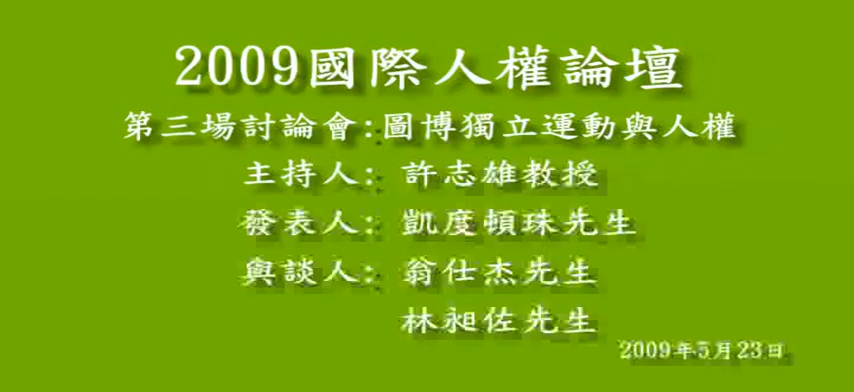 2009國際人權論壇
第三場討論會:圖博獨立運動與人權
主持人: 許志雄教授
發表人: 凱度頓珠先生
與談人: 翁仕杰先生
林昶佐先生
2009年5月23日